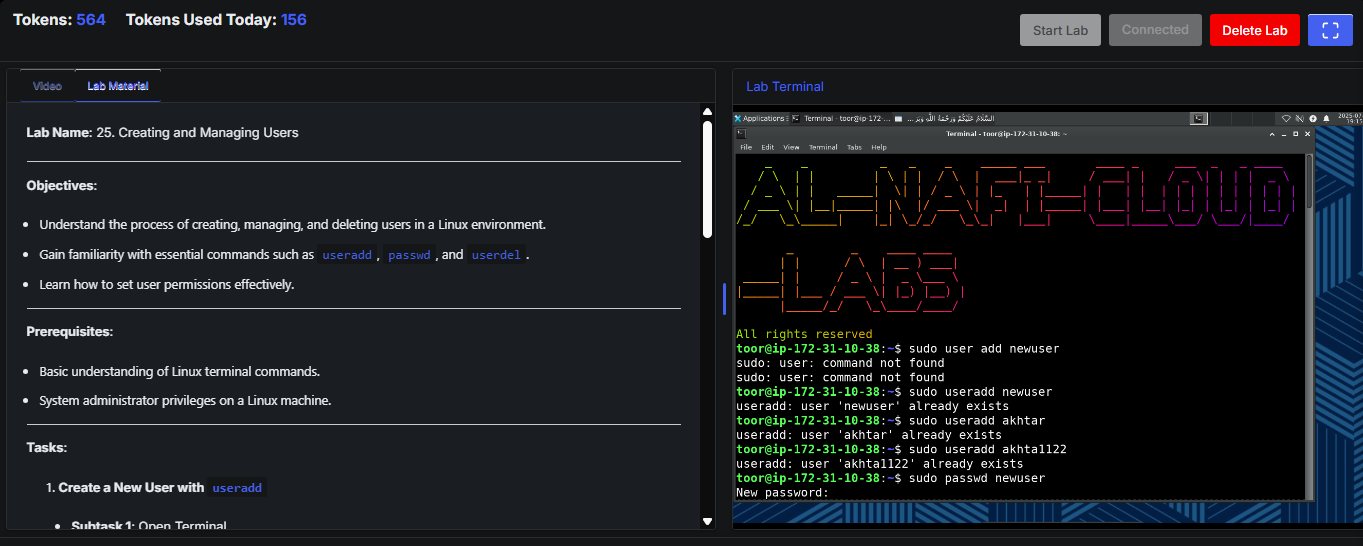 Tokens: 564 Tokens Used Today: 156
Start Lab
Connected
Delete Lab
Video
Lab Material
Lab Name: 25. Creating and Managing Users
Objectives:
• Understand the process of creating, managing, and deleting users in a Linux environment.
• Gain familiarity with essential commands such as useradd, passwd, and userdel.
• Learn how to set user permissions effectively.
Prerequisites:
• Basic understanding of Linux terminal commands.
• System administrator privileges on a Linux machine.
Tasks:
1. Create a New User with useradd
• Subtask 1: Open Terminal
Lab Terminal
Applications
Terminal - toor@ip-172-...
السَّلَامُ عَلَيْكُمْ وَرَحْمَةُ اللَّهِ وَبَر...
2025-07
Terminal - toor@ip-172-31-10-38: ~
File Edit View Terminal Tabs Help
AL-NAFI-CLOUD
-LABS
All rights reserved
toor@ip-172-31-10-38:~$ sudo user add newuser
sudo: user: command not found
sudo: user: command not found
toor@ip-172-31-10-38:~$ sudo useradd newuser
useradd: user 'newuser' already exists
toor@ip-172-31-10-38:~$ sudo useradd akhtar
useradd: user 'akhtar' already exists
toor@ip-172-31-10-38:~$ sudo useradd akhta1122
useradd: user 'akhta1122' already exists
toor@ip-172-31-10-38:~$ sudo passwd newuser
New password: